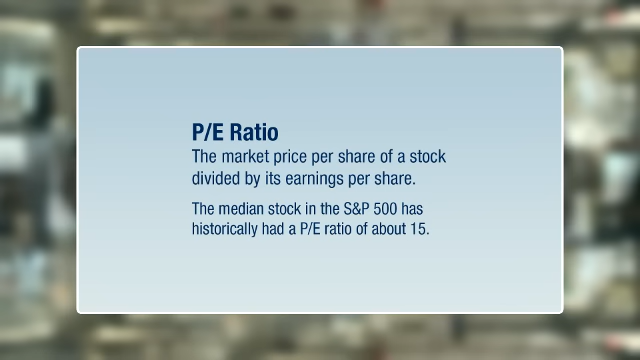 P/E Ratio
The market price per share of a stock
divided by its earnings per share.
The median stock in the S&P 500 has
historically had a P/E ratio of about 15.